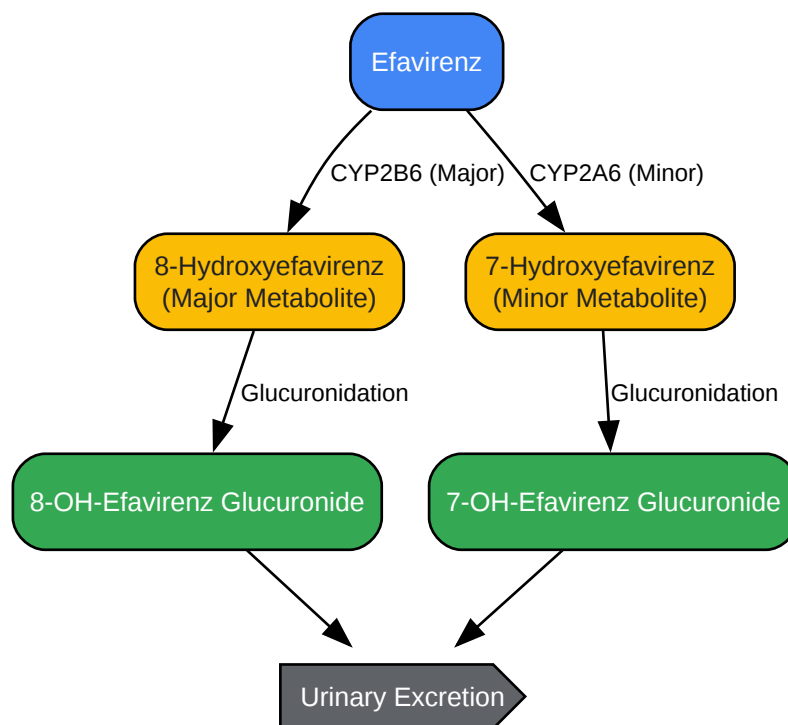 Efavirenz
CYP2B6 (Major)
CYP2A6 (Minor)
8-Hydroxyefavirenz
(Major Metabolite)
7-Hydroxyefavirenz
(Minor Metabolite)
Glucuronidation
Glucuronidation
8-OH-Efavirenz Glucuronide
7-OH-Efavirenz Glucuronide
Urinary Excretion